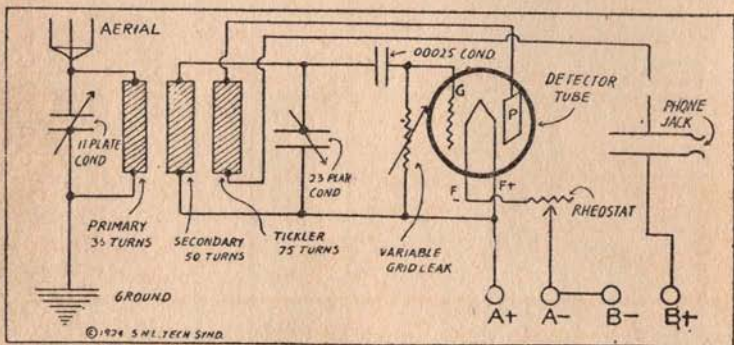 AERIAL
.00025 COND
DETECTOR
TUBE
G
P
PHONE
JACK
11 PLATE
COND
23 PLATE
COND
F
-
F+
RHEOSTAT
PRIMARY
35 TURNS
SECONDARY
50 TURNS
TICKLER
75 TURNS
VARIABLE
GRID LEAK
GROUND
A+
A-
B-
B+
©1924 S.N.L. TECH SYND.